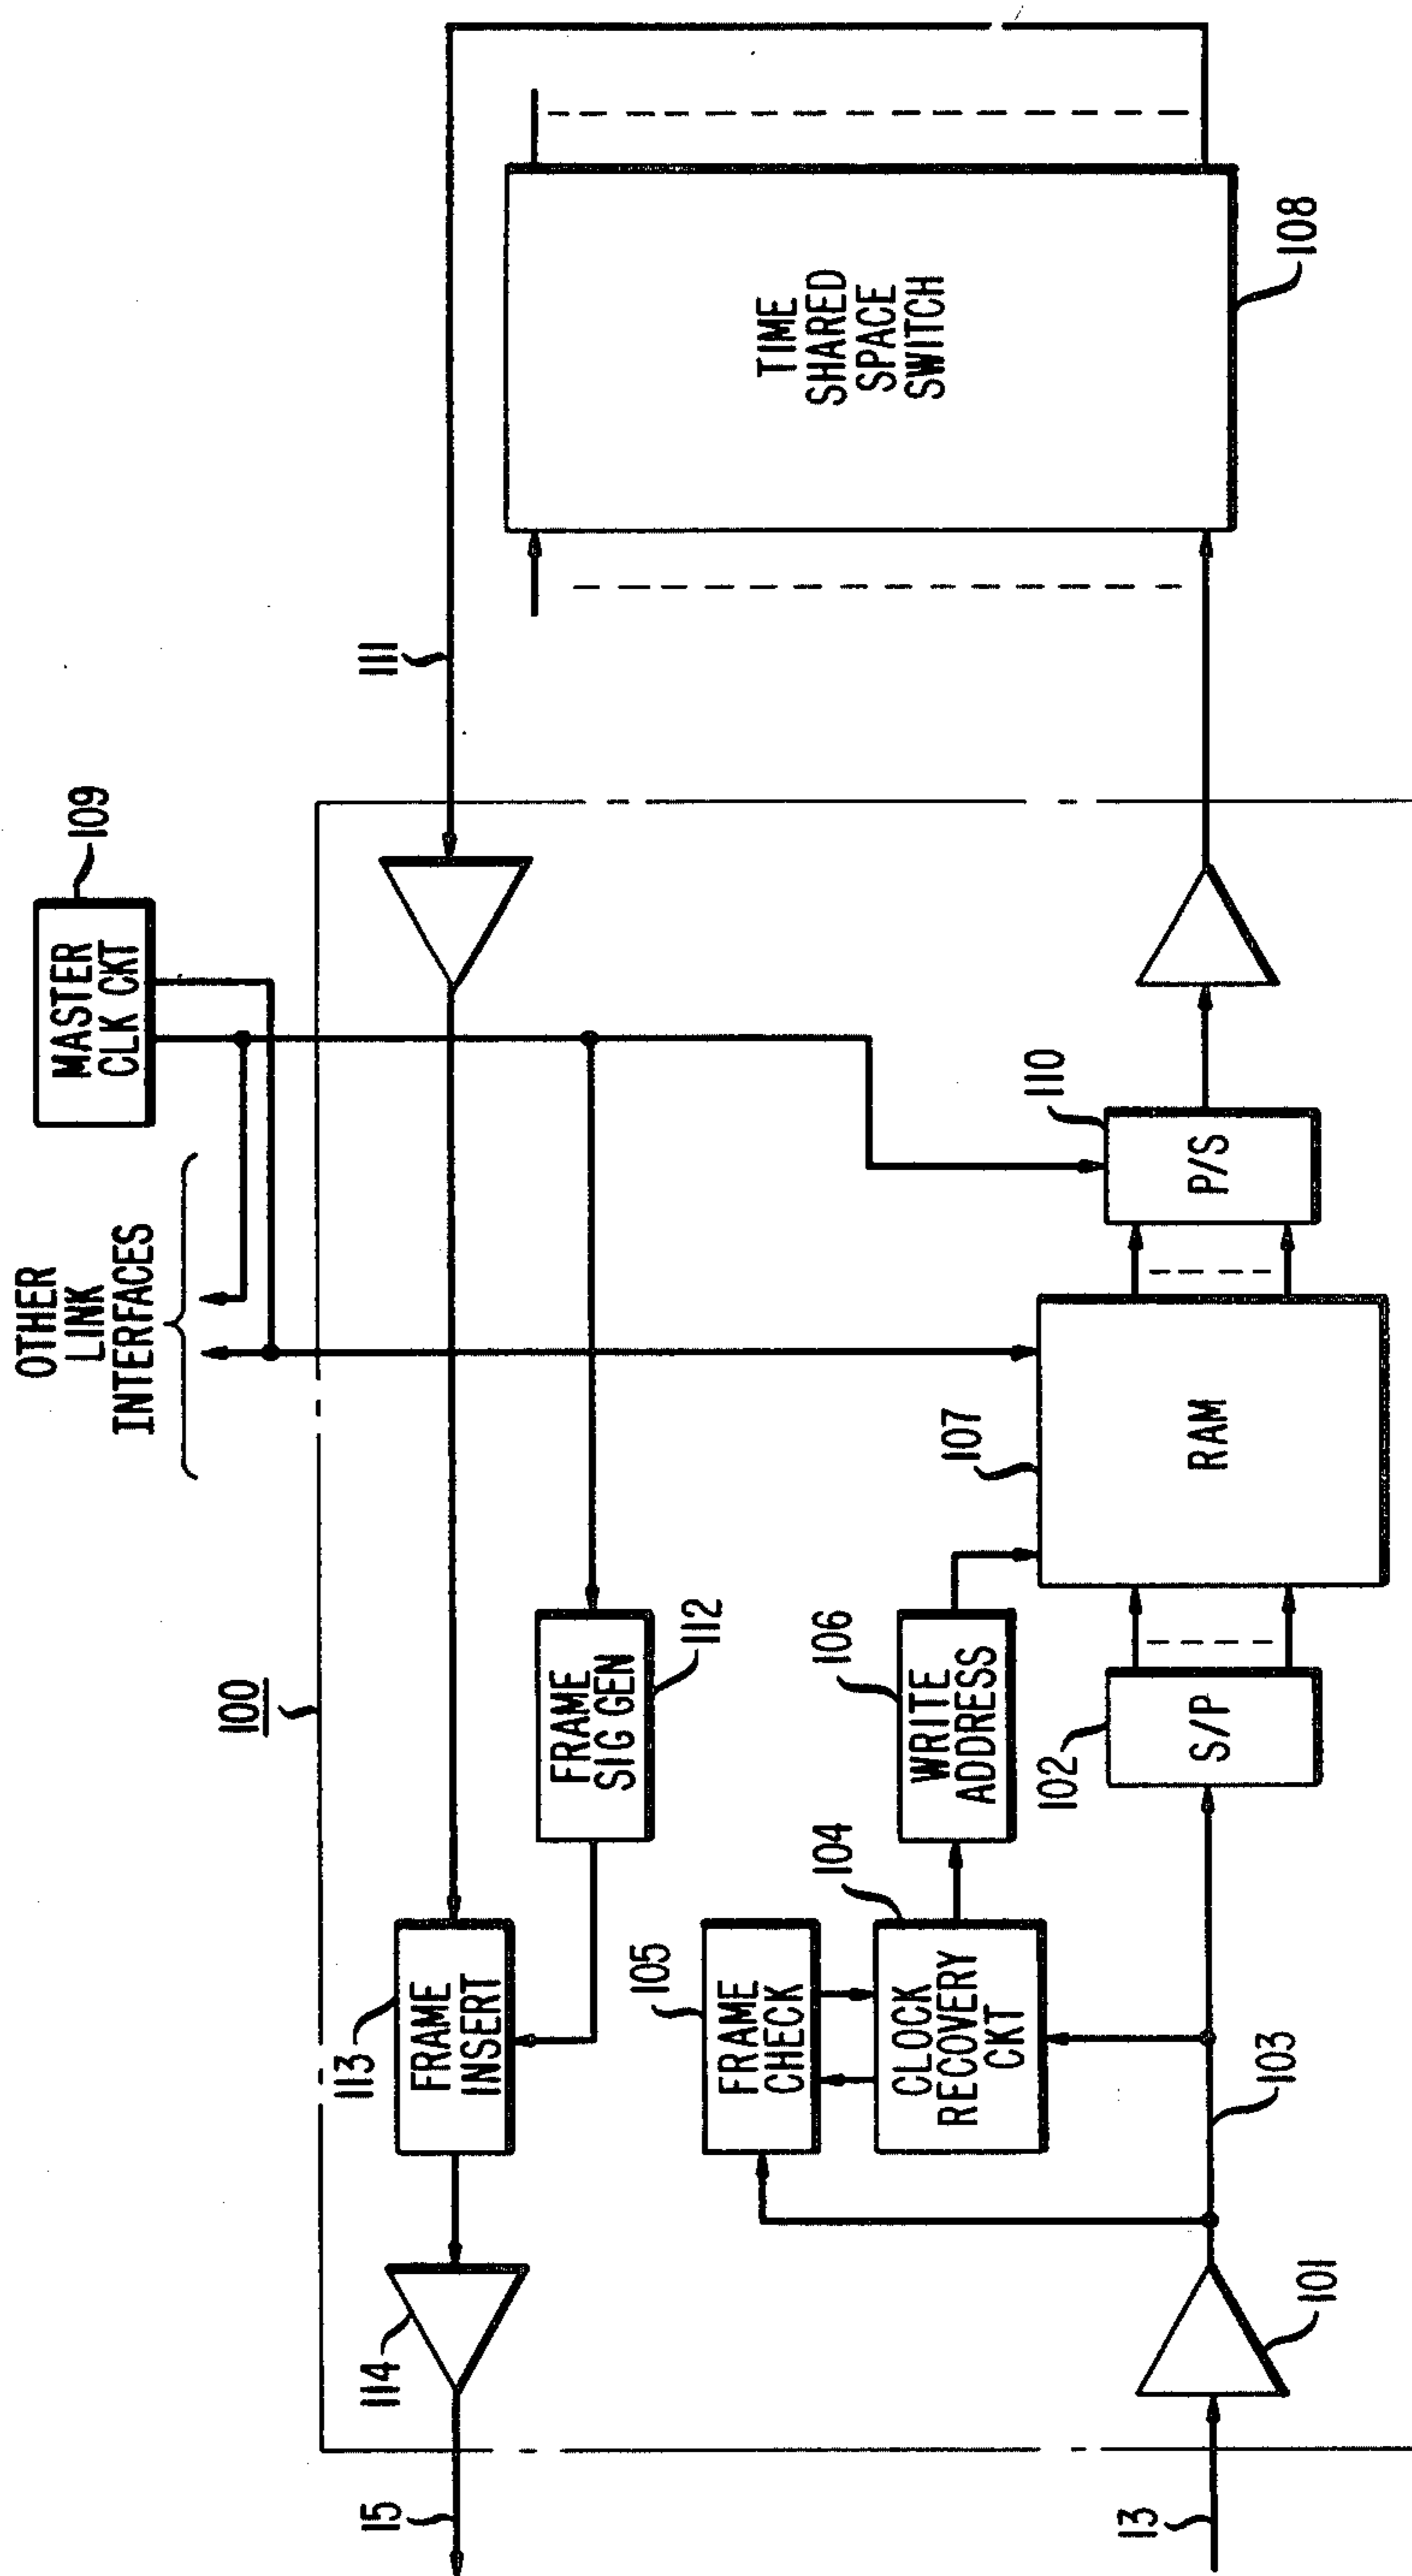 OTHER
LINK
INTERFACES
MASTER
CLK CKT
109
100
111
15
114
113
FRAME
INSERT
FRAME
SIG GEN
112
TIME
SHARED
SPACE
SWITCH
108
105
FRAME
CHECK
104
CLOCK
RECOVERY
CKT
106
WRITE
ADDRESS
107
RAM
110
P/S
102
S/P
103
101
13